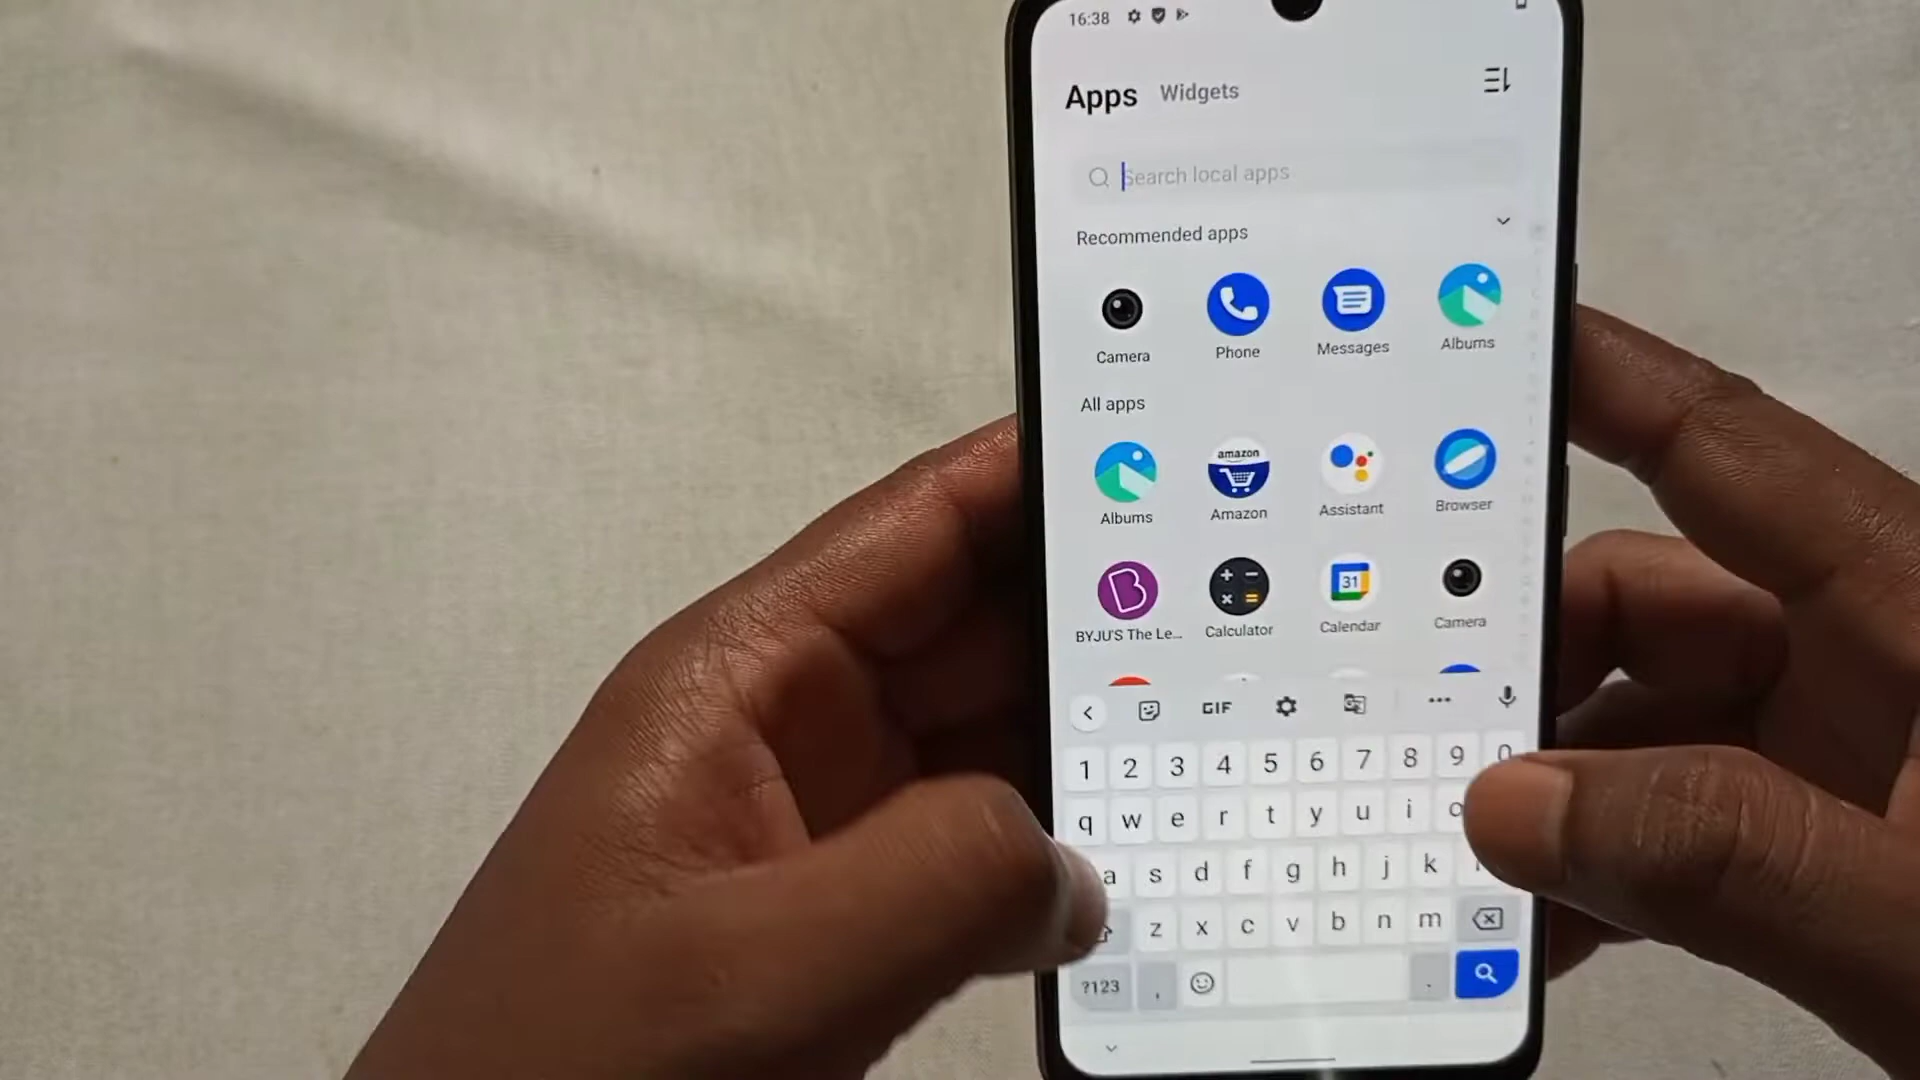 16:38
Apps Widgets
Search local apps
Recommended apps
Camera Phone Messages Albums
All apps
amazon
Albums Amazon Assistant Browser
31
BYJU'S The Le... Calculator Calendar Camera
GIF
1 2 3 4 5 6 7 8 9 0
q w e r t y u i o
a s d f g h j k l
z x c v b n m
?123 , .